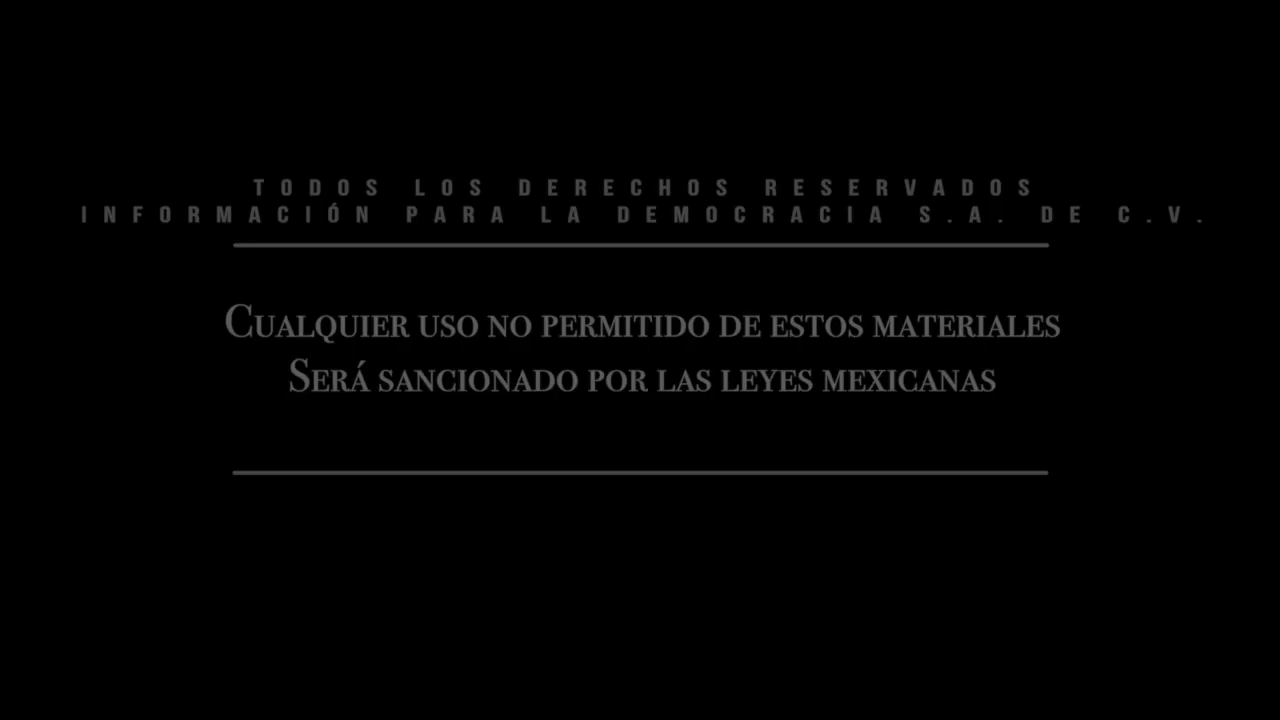 TODOS LOS DERECHOS RESERVADOS
INFORMACIÓN PARA LA DEMOCRACIA S.A. DE C.V.
CUALQUIER USO NO PERMITIDO DE ESTOS MATERIALES
SERÁ SANCIONADO POR LAS LEYES MEXICANAS